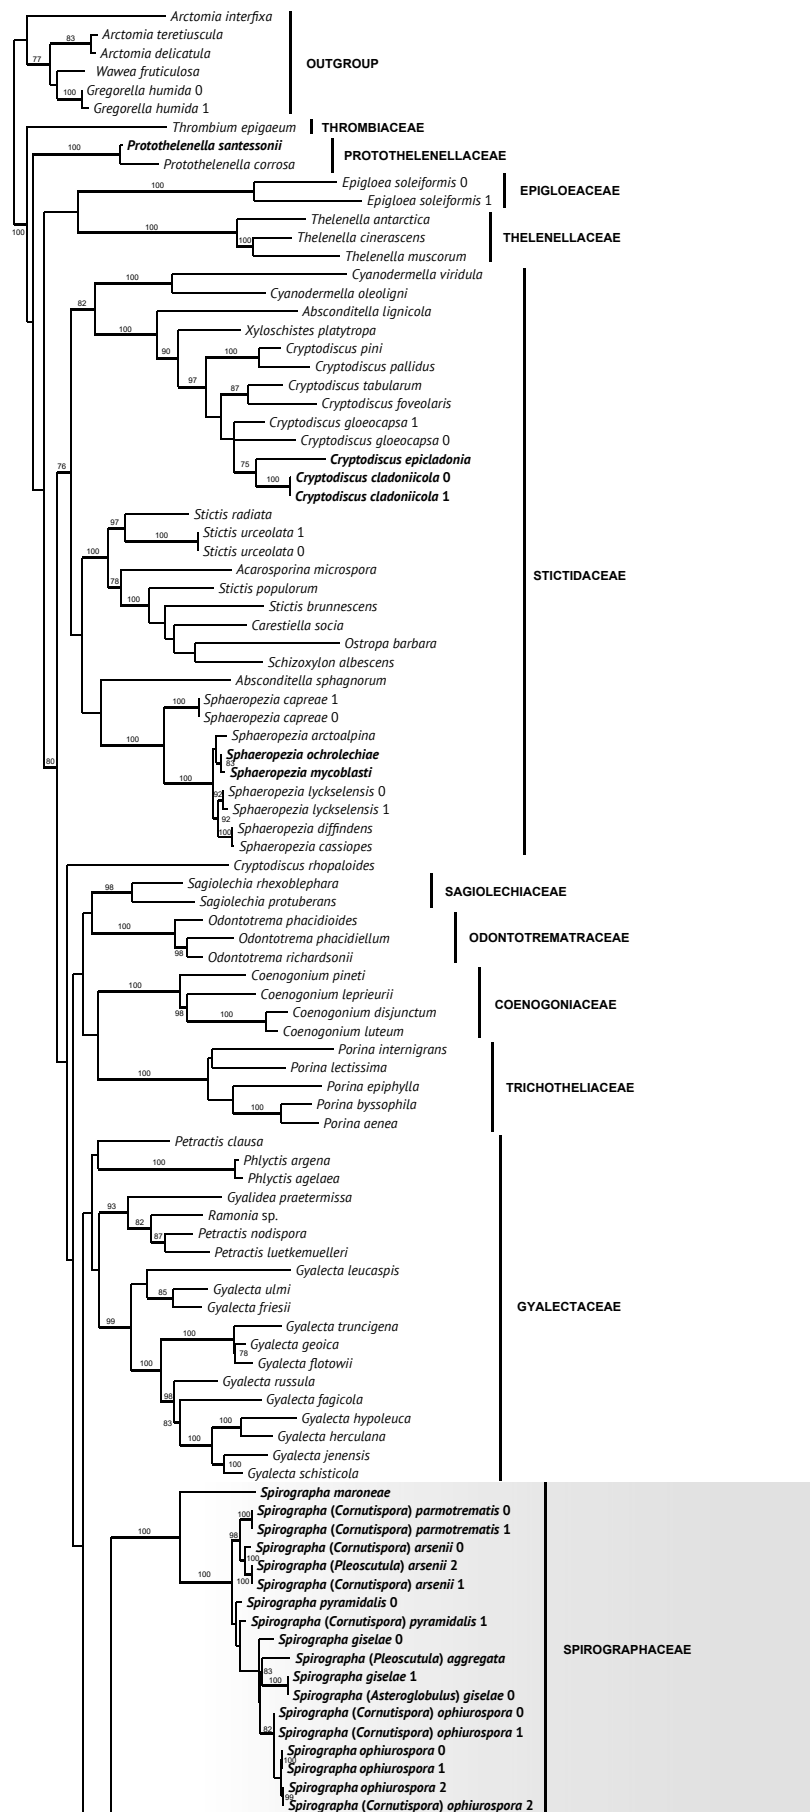 Arctomia interfixa
83
Arctomia teretiuscula
Arctomia delicatula
77
OUTGROUP
Wawea fruticulosa
100
Gregorella humida 0
Gregorella humida 1
Thrombium epigaeum
THROMBIACEAE
100
Protothelenella santessonii
PROTOTHELENELLACEAE
Protothelenella corrosa
100
Epigloea soleiformis 0
EPIGLOEACEAE
Epigloea soleiformis 1
100
Thelenella antarctica
100
Thelenella cinerascens
THELENELLACEAE
100
Thelenella muscorum
Cyanodermella viridula
100
Cyanodermella oleoligni
82
Absconditella lignicola
100
Xyloschistes platytropa
90
Cryptodiscus pini
100
Cryptodiscus pallidus
97
Cryptodiscus tabularum
87
Cryptodiscus foveolaris
Cryptodiscus gloeocapsa 1
Cryptodiscus gloeocapsa 0
Cryptodiscus epicladonia
75
76
Cryptodiscus cladoniicola 0
100
Cryptodiscus cladoniicola 1
Stictis radiata
97
Stictis urceolata 1
100
Stictis urceolata 0
100
Acarosporina microspora
STICTIDACEAE
78
Stictis populorum
100
Stictis brunnescens
Carestiella socia
Ostropa barbara
Schizoxylon albescens
Absconditella sphagnorum
100
Sphaeropezia capreae 1
Sphaeropezia capreae 0
100
Sphaeropezia arctoalpina
Sphaeropezia ochrolechiae
83
80
Sphaeropezia mycoblasti
100
Sphaeropezia lyckselensis 0
92
Sphaeropezia lyckselensis 1
92
Sphaeropezia diffindens
100
Sphaeropezia cassiopes
Cryptodiscus rhopaloides
98
Sagiolechia rhexoblephara
SAGIOLECHIACEAE
Sagiolechia protuberans
100
Odontotrema phacidioides
Odontotrema phacidiellum
ODONTOTREMATRACEAE
98
Odontotrema richardsonii
Coenogonium pineti
100
Coenogonium leprieurii
COENOGONIACEAE
98
Coenogonium disjunctum
100
Coenogonium luteum
Porina internigrans
100
Porina lectissima
Porina epiphylla
TRICHOTHELIACEAE
100
Porina byssophila
Porina aenea
Petractis clausa
100
Phlyctis argena
Phlyctis agelaea
Gyalidea praetermissa
93
Ramonia sp.
82
Petractis nodispora
87
Petractis luetkemuelleri
Gyalecta leucaspis
85
Gyalecta ulmi
GYALECTACEAE
Gyalecta friesii
99
Gyalecta truncigena
100
Gyalecta geoica
78
Gyalecta flotowii
100
Gyalecta russula
98
Gyalecta fagicola
83
Gyalecta hypoleuca
100
Gyalecta herculana
100
Gyalecta jenensis
100
Gyalecta schisticola
Spirographa maroneae
100
Spirographa (Cornutispora) parmotrematis 0
100
Spirographa (Cornutispora) parmotrematis 1
98
Spirographa (Cornutispora) arsenii 0
100
Spirographa (Pleoscutula) arsenii 2
100
100
Spirographa (Cornutispora) arsenii 1
Spirographa pyramidalis 0
Spirographa (Cornutispora) pyramidalis 1
Spirographa giselae 0
SPIROGRAPHACEAE
Spirographa (Pleoscutula) aggregata
83
Spirographa giselae 1
100
Spirographa (Asteroglobulus) giselae 0
Spirographa (Cornutispora) ophiurospora 0
82
Spirographa (Cornutispora) ophiurospora 1
Spirographa ophiurospora 0
100
Spirographa ophiurospora 1
Spirographa ophiurospora 2
99
Spirographa (Cornutispora) ophiurospora 2